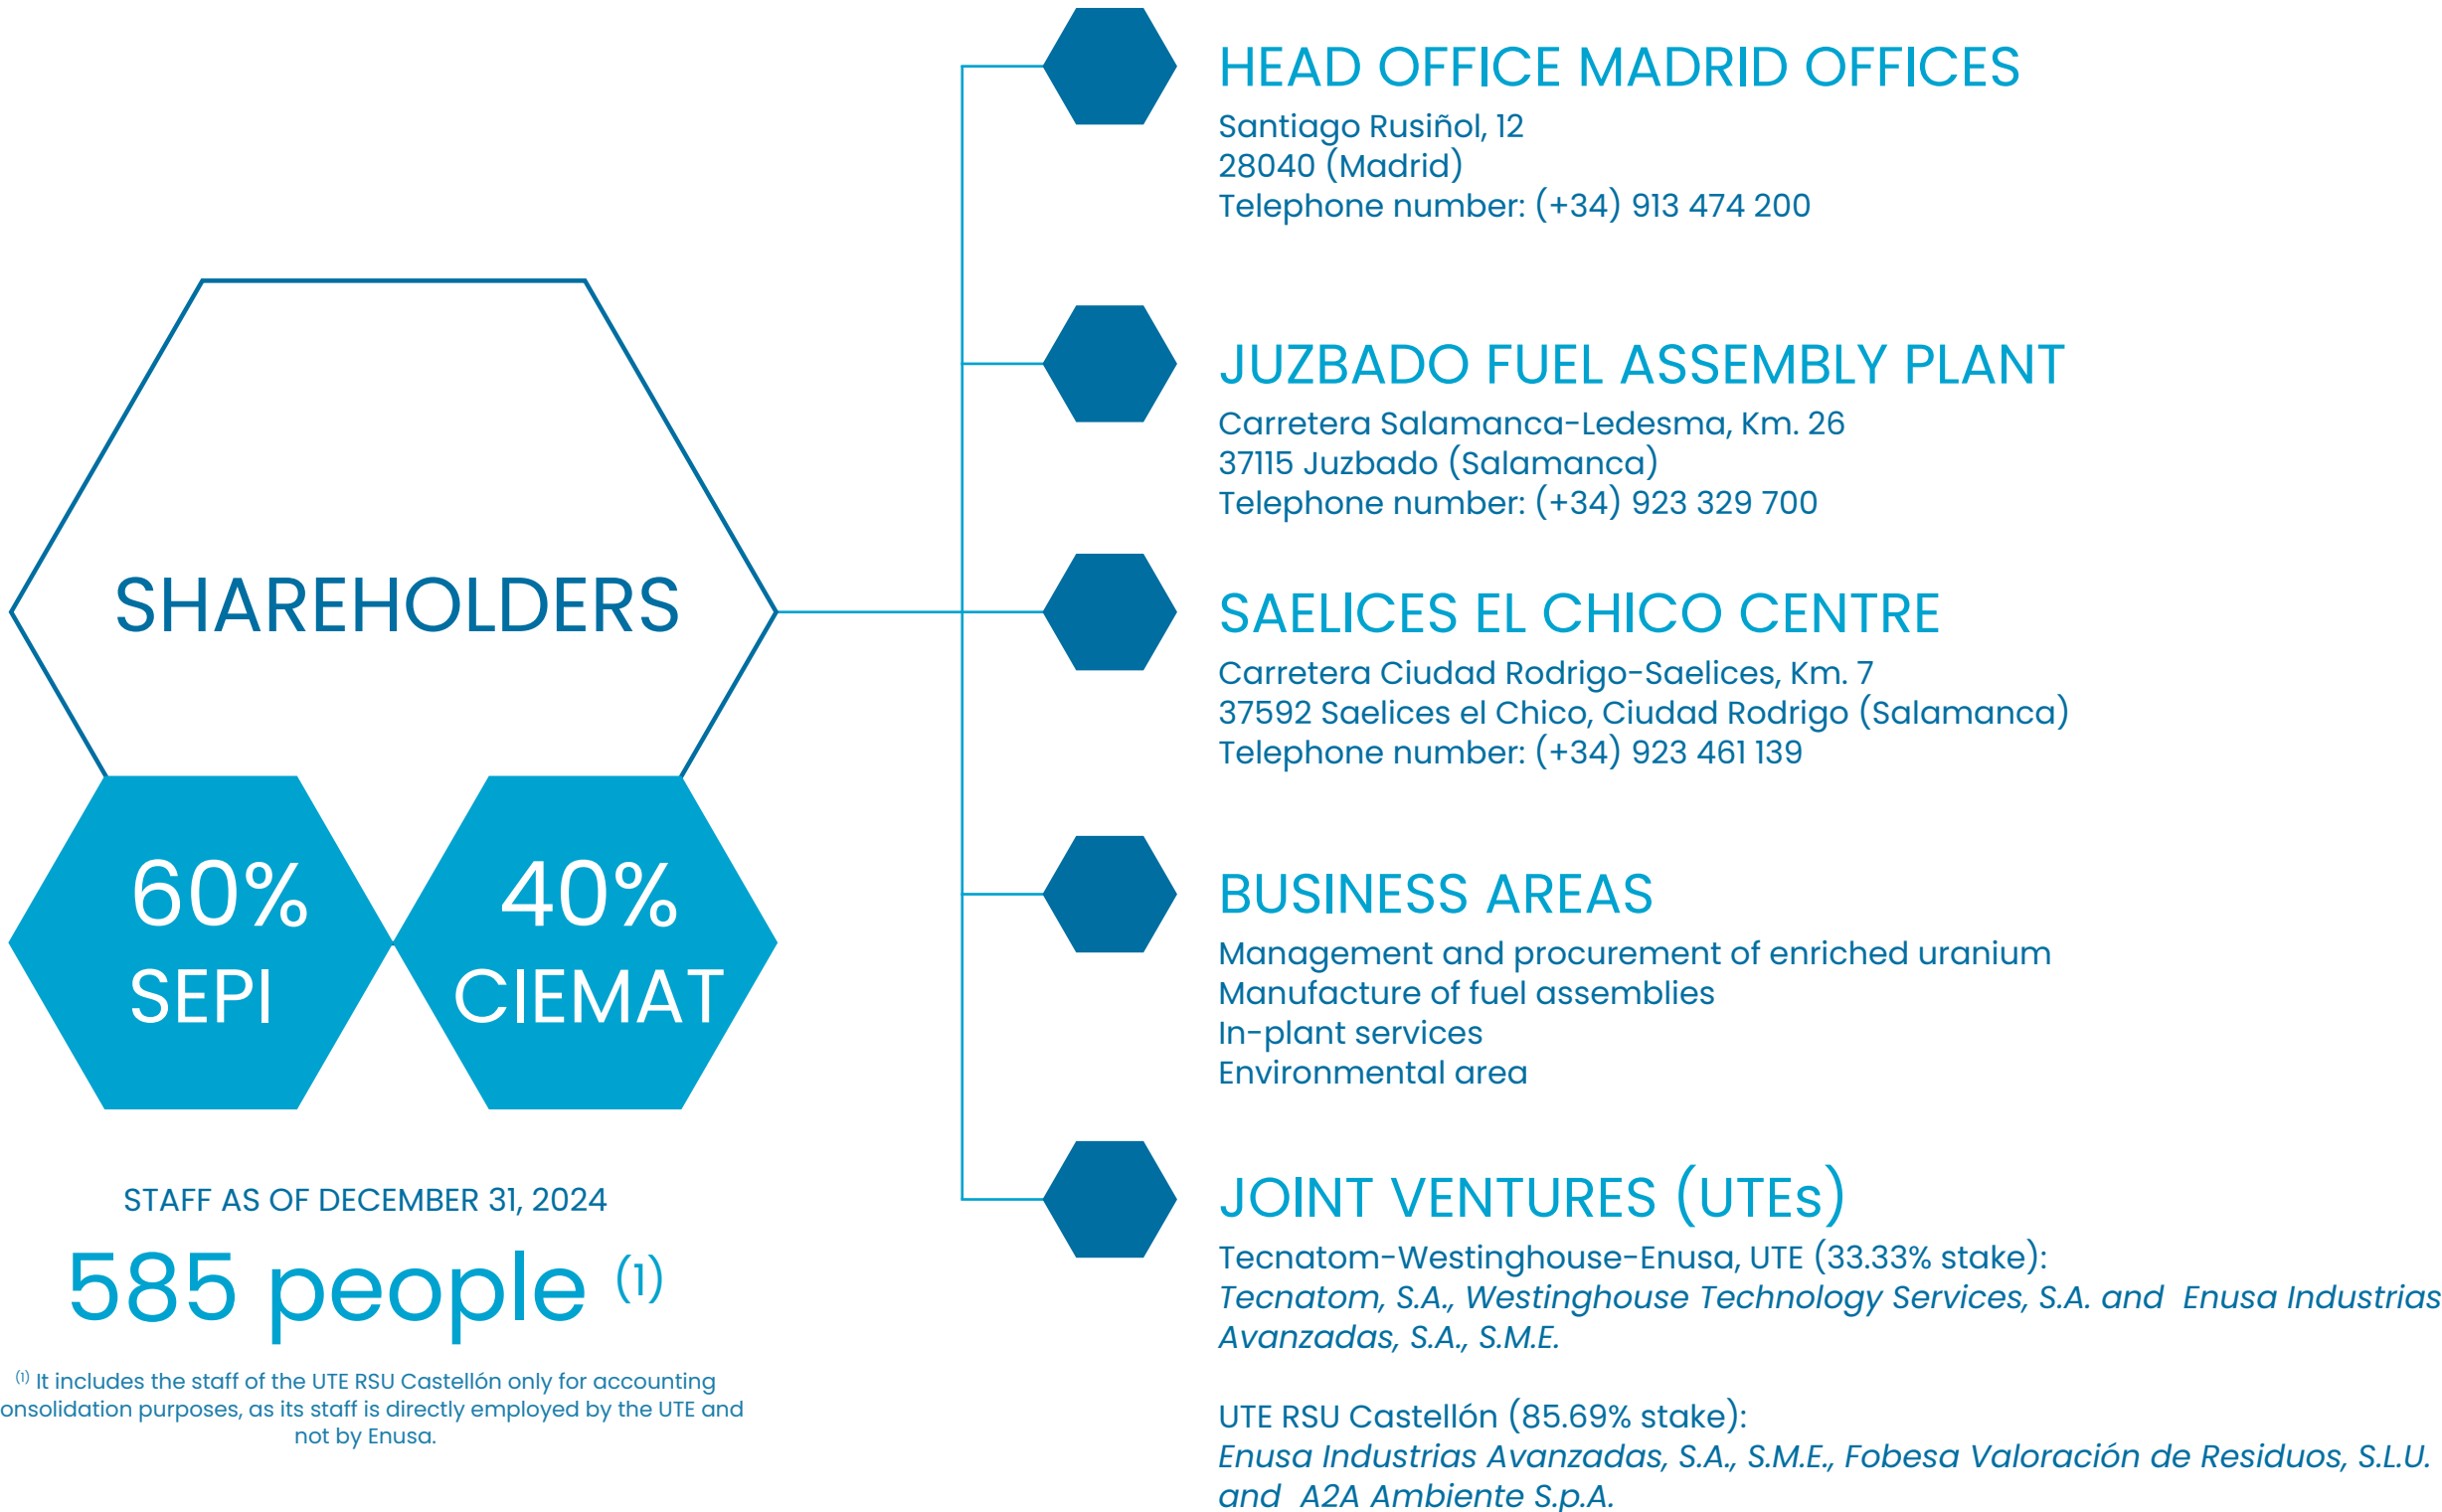 SHAREHOLDERS
60%
SEPI
40%
CIEMAT
STAFF AS OF DECEMBER 31, 2024
585 people (1)
(1) It includes the staff of the UTE RSU Castellón only for accounting
onsolidation purposes, as its staff is directly employed by the UTE and
not by Enusa.
HEAD OFFICE MADRID OFFICES
Santiago Rusiñol, 12
28040 (Madrid)
Telephone number: (+34) 913 474 200
JUZBADO FUEL ASSEMBLY PLANT
Carretera Salamanca-Ledesma, Km. 26
37115 Juzbado (Salamanca)
Telephone number: (+34) 923 329 700
SAELICES EL CHICO CENTRE
Carretera Ciudad Rodrigo-Saelices, Km. 7
37592 Saelices el Chico, Ciudad Rodrigo (Salamanca)
Telephone number: (+34) 923 461 139
BUSINESS AREAS
Management and procurement of enriched uranium
Manufacture of fuel assemblies
In-plant services
Environmental area
JOINT VENTURES (UTEs)
Tecnatom-Westinghouse-Enusa, UTE (33.33% stake):
Tecnatom, S.A., Westinghouse Technology Services, S.A. and Enusa Industrias
Avanzadas, S.A., S.M.E.
UTE RSU Castellón (85.69% stake):
Enusa Industrias Avanzadas, S.A., S.M.E., Fobesa Valoración de Residuos, S.L.U.
and A2A Ambiente S.p.A.